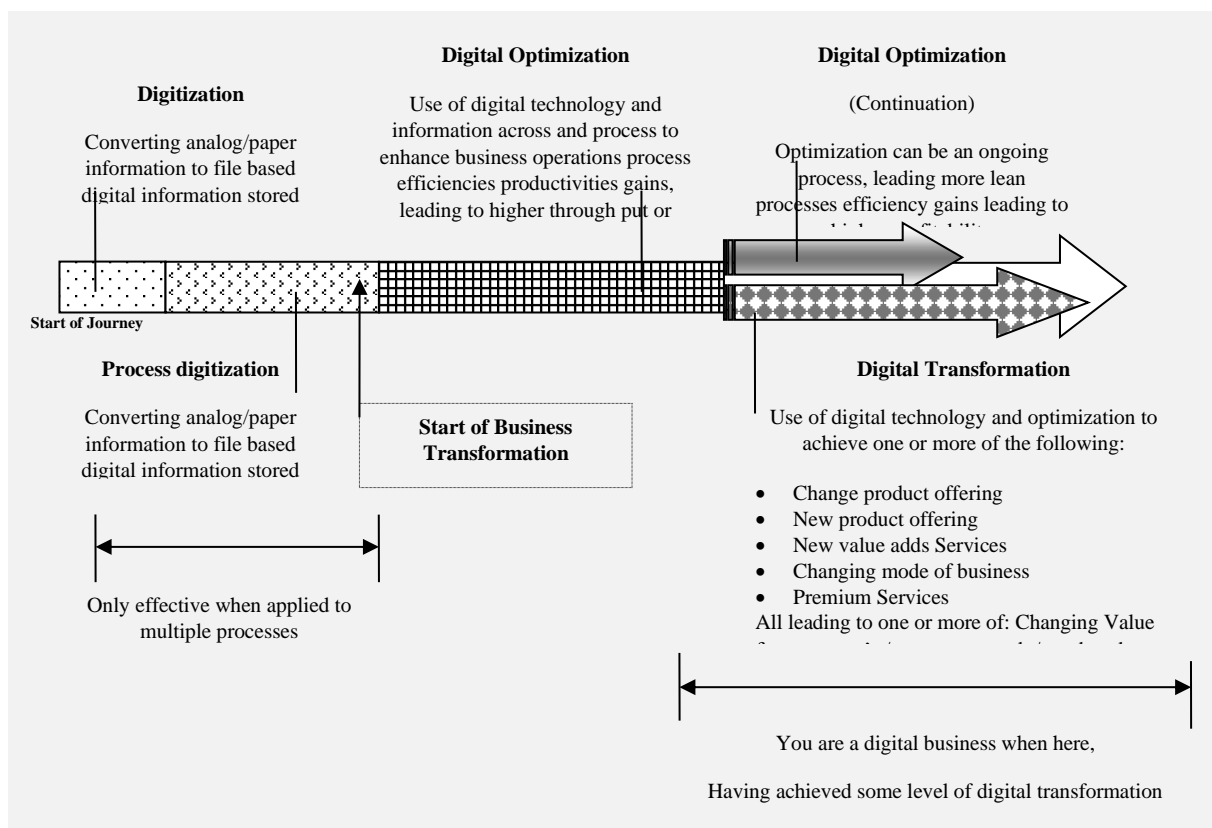 Digitization
Converting analog/paper
information to file based
digital information stored
Digital Optimization
Use of digital technology and
information across and process to
enhance business operations process
efficiencies productivities gains,
leading to higher through put or
Digital Optimization
(Continuation)
Optimization can be an ongoing
process, leading more lean
processes efficiency gains leading to
Start of Journey
Process digitization
Converting analog/paper
information to file based
digital information stored
Start of Business
Transformation
Only effective when applied to
multiple processes
Digital Transformation
Use of digital technology and optimization to
achieve one or more of the following:
• Change product offering
• New product offering
• New value adds Services
• Changing mode of business
• Premium Services
All leading to one or more of: Changing Value
You are a digital business when here,
Having achieved some level of digital transformation